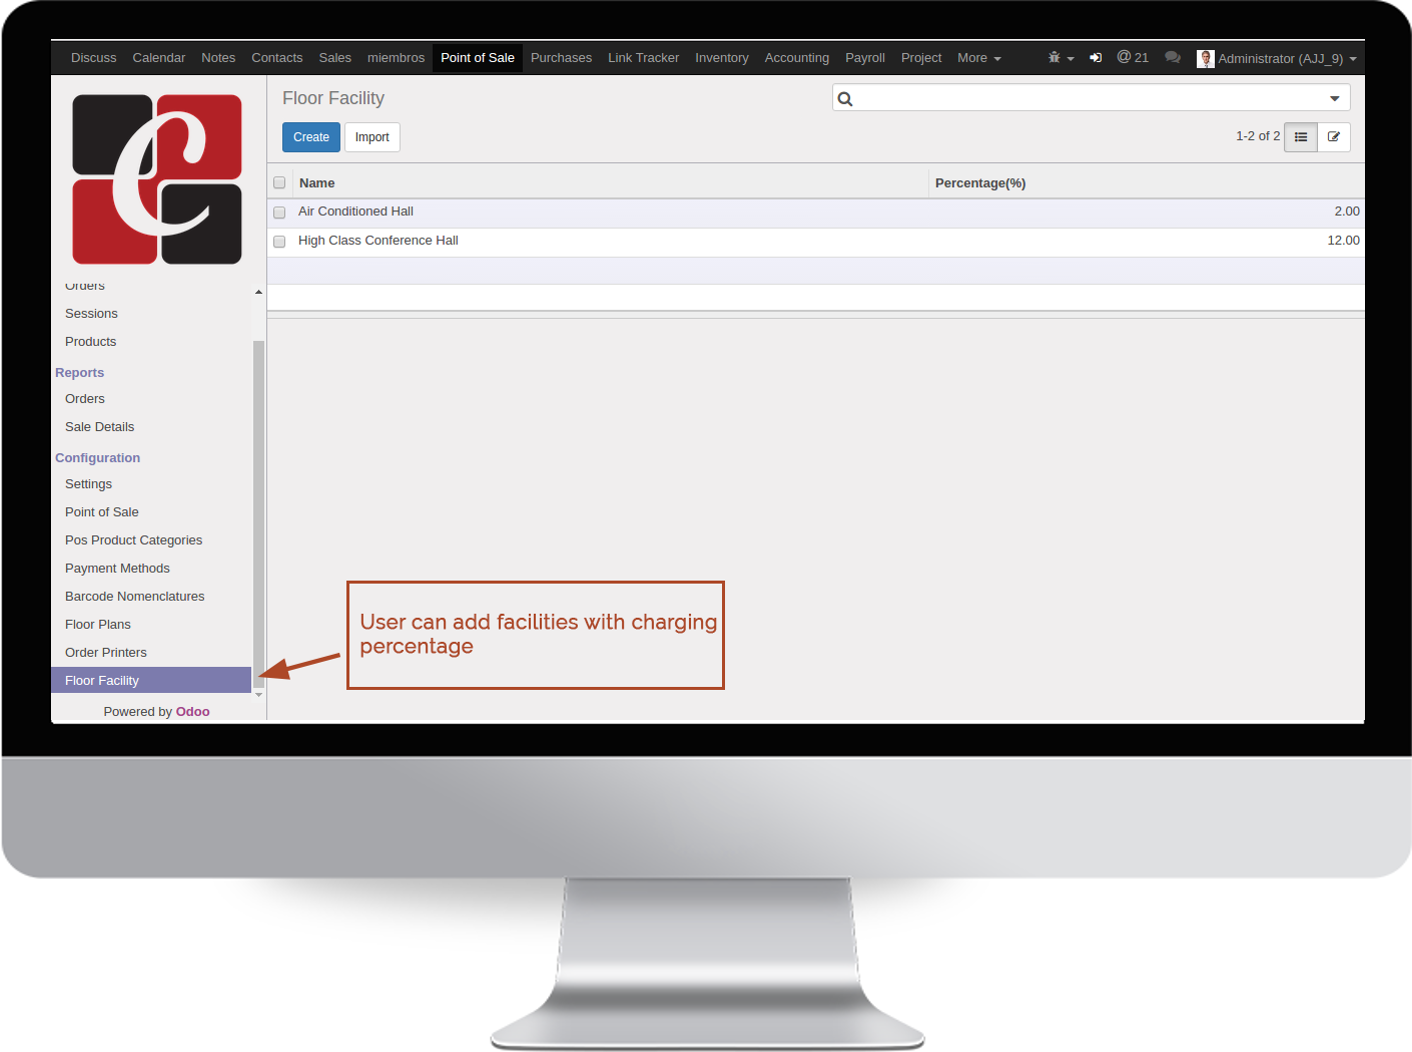 Discuss Calendar Notes Contacts Sales miembros Point of Sale Purchases Link Tracker Inventory Accounting Payroll Project More @ 21 Administrator (AJJ_9)
Floor Facility
Create Import
1-2 of 2
Name Percentage(%)
Air Conditioned Hall 2.00
High Class Conference Hall 12.00
C
Orders
Sessions
Products
Reports
Orders
Sale Details
Configuration
Settings
Point of Sale
Pos Product Categories
Payment Methods
Barcode Nomenclatures
Floor Plans
Order Printers
Floor Facility
Powered by Odoo
User can add facilities with charging
percentage